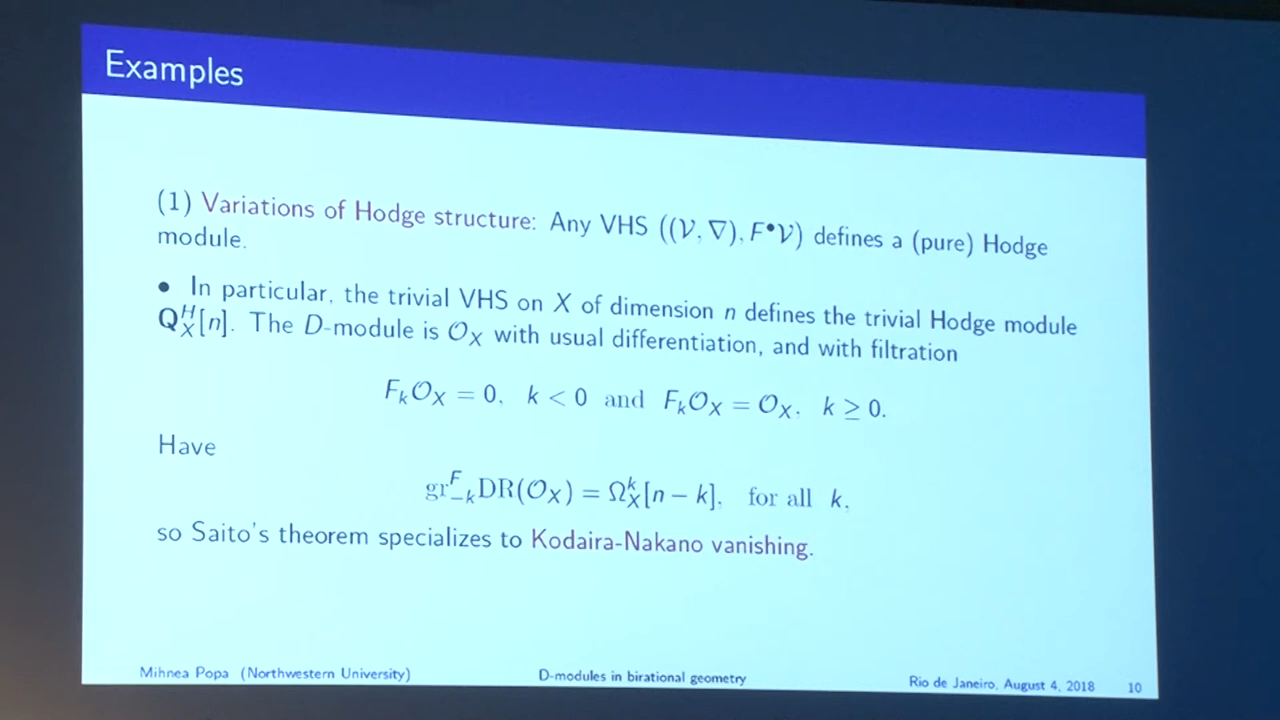 Examples
(1) Variations of Hodge structure: Any VHS ((𝒱, ∇), F•𝒱) defines a (pure) Hodge
module.
• In particular, the trivial VHS on X of dimension n defines the trivial Hodge module
𝐐ᴴ_X[n]. The D-module is 𝒪_X with usual differentiation, and with filtration
F_k𝒪_X = 0, k < 0 and F_k𝒪_X = 𝒪_X, k ≥ 0.
Have
gr^F_{-k}DR(𝒪_X) = Ω^k_X[n − k], for all k,
so Saito's theorem specializes to Kodaira-Nakano vanishing.
Mihnea Popa (Northwestern University) D-modules in birational geometry Rio de Janeiro, August 4, 2018 10